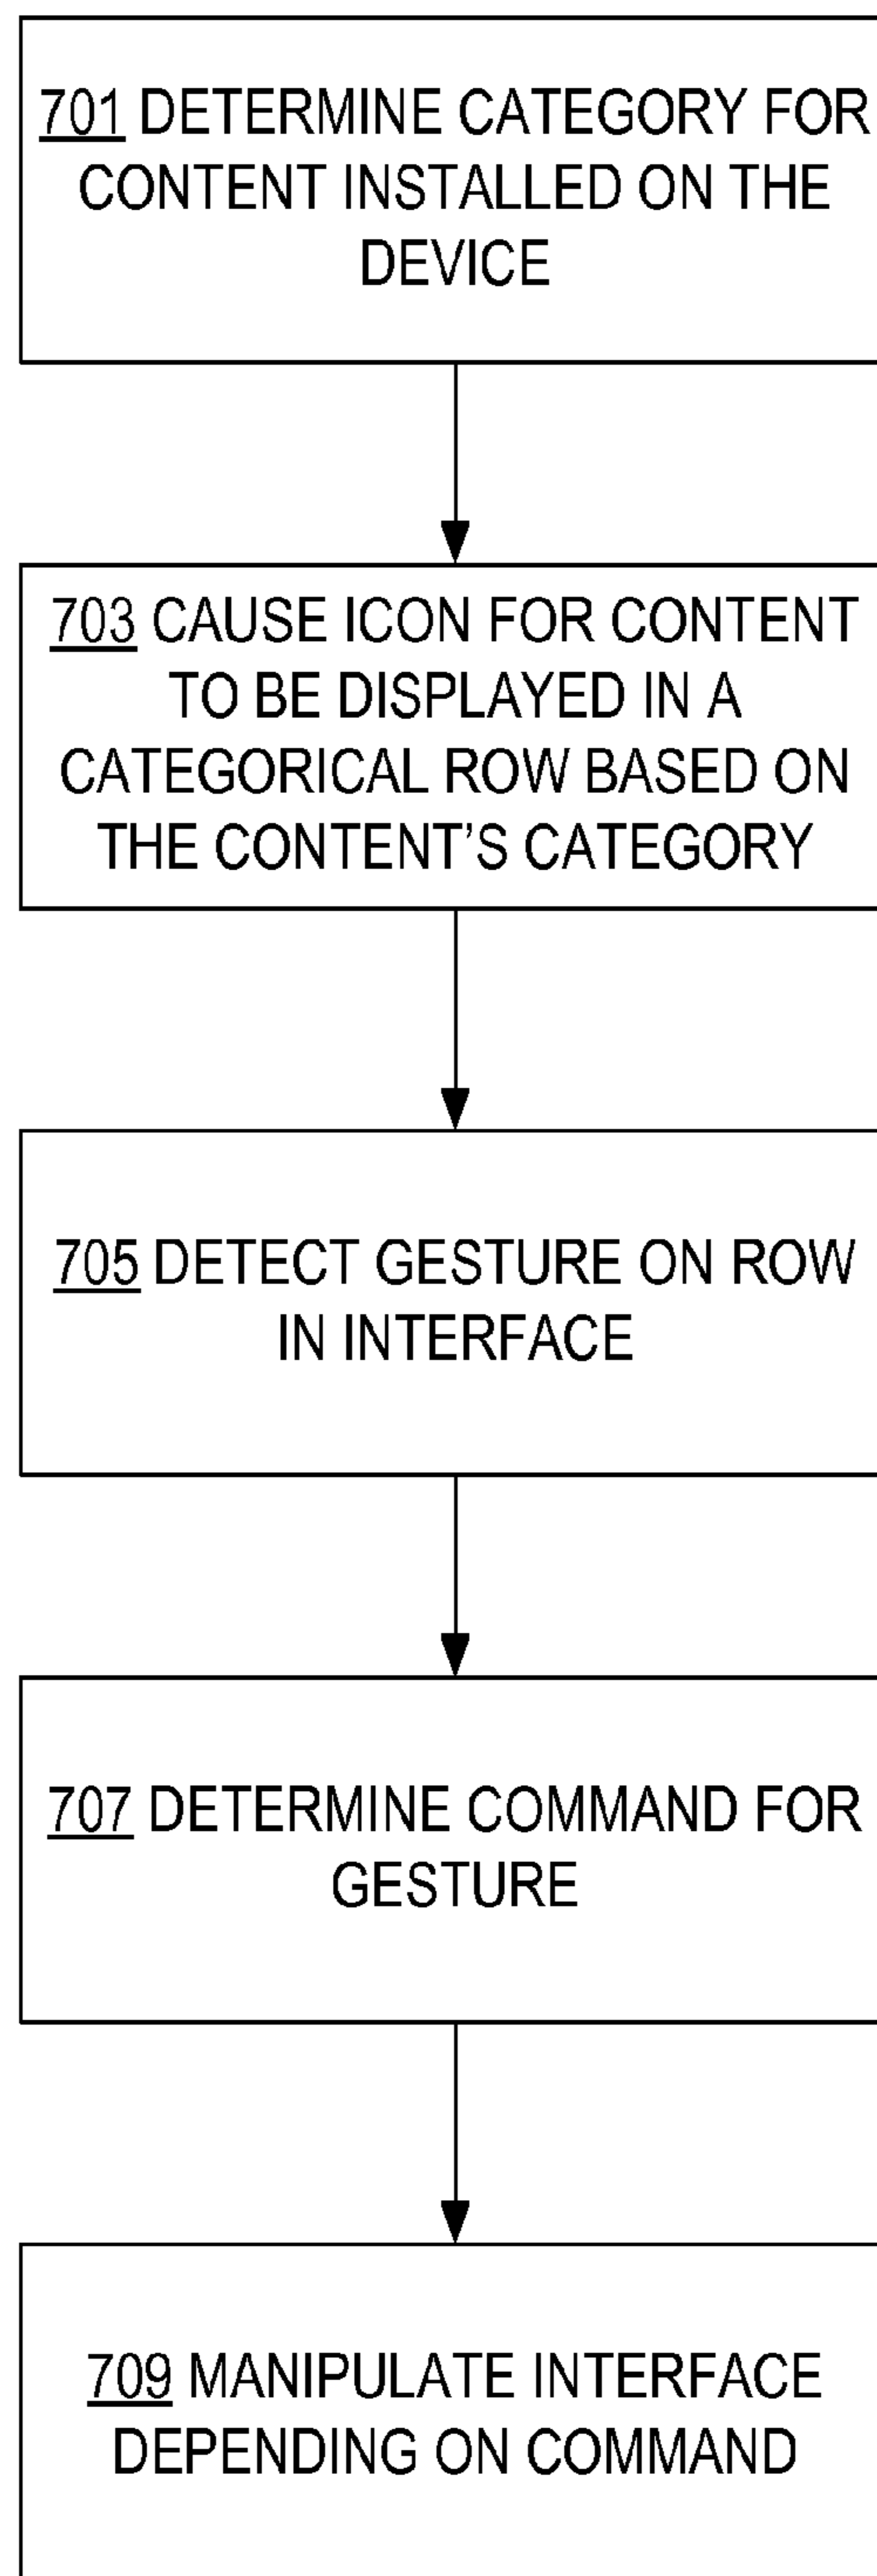 701 DETERMINE CATEGORY FOR
CONTENT INSTALLED ON THE
DEVICE
703 CAUSE ICON FOR CONTENT
TO BE DISPLAYED IN A
CATEGORICAL ROW BASED ON
THE CONTENT’S CATEGORY
705 DETECT GESTURE ON ROW
IN INTERFACE
707 DETERMINE COMMAND FOR
GESTURE
709 MANIPULATE INTERFACE
DEPENDING ON COMMAND